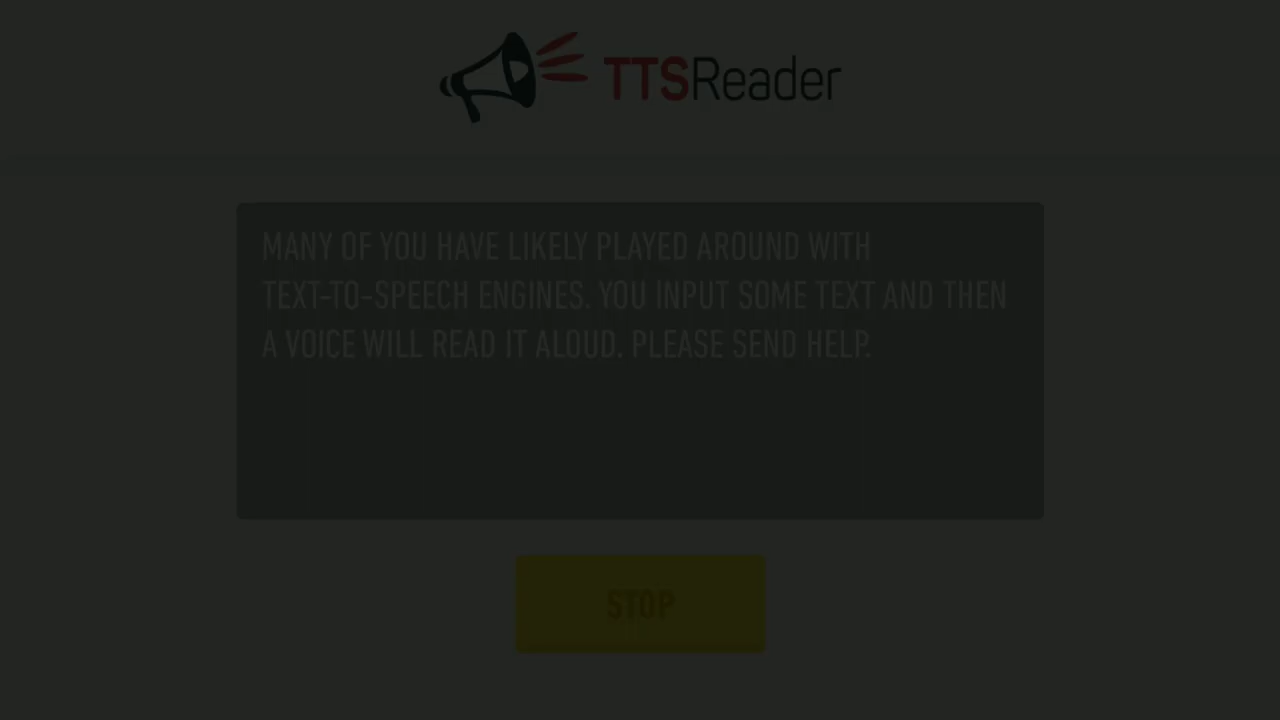 TTSReader
MANY OF YOU HAVE LIKELY PLAYED AROUND WITH
TEXT-TO-SPEECH ENGINES. YOU INPUT SOME TEXT AND THEN
A VOICE WILL READ IT ALOUD. PLEASE SEND HELP.
STOP